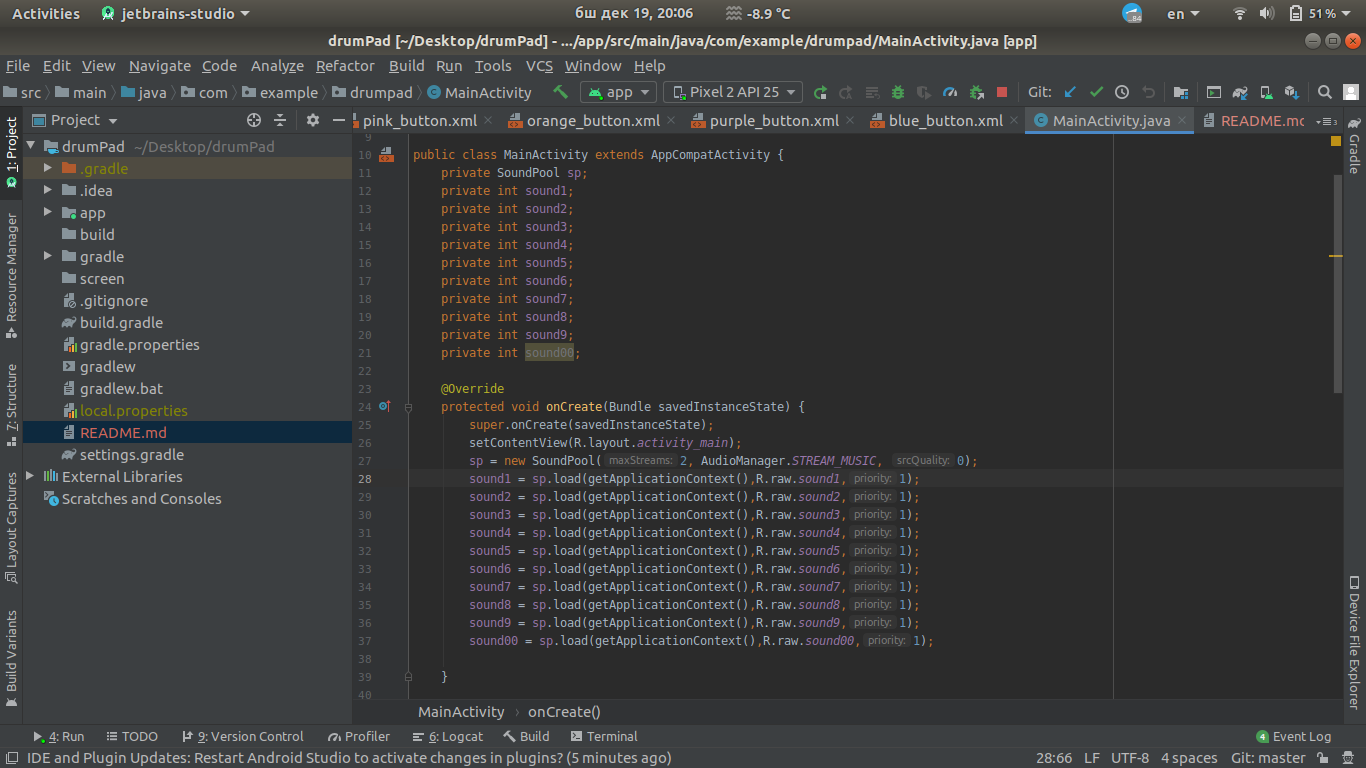 Activities jetbrains-studio бш дек 19, 20:06 -8.9 °C 84 en 51 %
drumPad [~/Desktop/drumPad] - .../app/src/main/java/com/example/drumpad/MainActivity.java [app]
File Edit View Navigate Code Analyze Refactor Build Run Tools VCS Window Help
src main java com example drumpad MainActivity app Pixel 2 API 25 Git:
Project pink_button.xml orange_button.xml purple_button.xml blue_button.xml MainActivity.java README.mc 3
1: Project
Resource Manager
7: Structure
Layout Captures
Build Variants
drumPad ~/Desktop/drumPad
.gradle
.idea
app
build
gradle
screen
.gitignore
build.gradle
gradle.properties
gradlew
gradlew.bat
local.properties
README.md
settings.gradle
External Libraries
Scratches and Consoles
9
10 public class MainActivity extends AppCompatActivity {
11 private SoundPool sp;
12 private int sound1;
13 private int sound2;
14 private int sound3;
15 private int sound4;
16 private int sound5;
17 private int sound6;
18 private int sound7;
19 private int sound8;
20 private int sound9;
21 private int sound00;
22
23 @Override
24 protected void onCreate(Bundle savedInstanceState) {
25 super.onCreate(savedInstanceState);
26 setContentView(R.layout.activity_main);
27 sp = new SoundPool( maxStreams: 2, AudioManager.STREAM_MUSIC, srcQuality: 0);
28 sound1 = sp.load(getApplicationContext(),R.raw.sound1, priority: 1);
29 sound2 = sp.load(getApplicationContext(),R.raw.sound2, priority: 1);
30 sound3 = sp.load(getApplicationContext(),R.raw.sound3, priority: 1);
31 sound4 = sp.load(getApplicationContext(),R.raw.sound4, priority: 1);
32 sound5 = sp.load(getApplicationContext(),R.raw.sound5, priority: 1);
33 sound6 = sp.load(getApplicationContext(),R.raw.sound6, priority: 1);
34 sound7 = sp.load(getApplicationContext(),R.raw.sound7, priority: 1);
35 sound8 = sp.load(getApplicationContext(),R.raw.sound8, priority: 1);
36 sound9 = sp.load(getApplicationContext(),R.raw.sound9, priority: 1);
37 sound00 = sp.load(getApplicationContext(),R.raw.sound00, priority: 1);
38
39 }
40
Gradle
Device File Explorer
MainActivity › onCreate()
4: Run TODO 9: Version Control Profiler 6: Logcat Build Terminal 4 Event Log
IDE and Plugin Updates: Restart Android Studio to activate changes in plugins? (5 minutes ago) 28:66 LF UTF-8 4 spaces Git: master